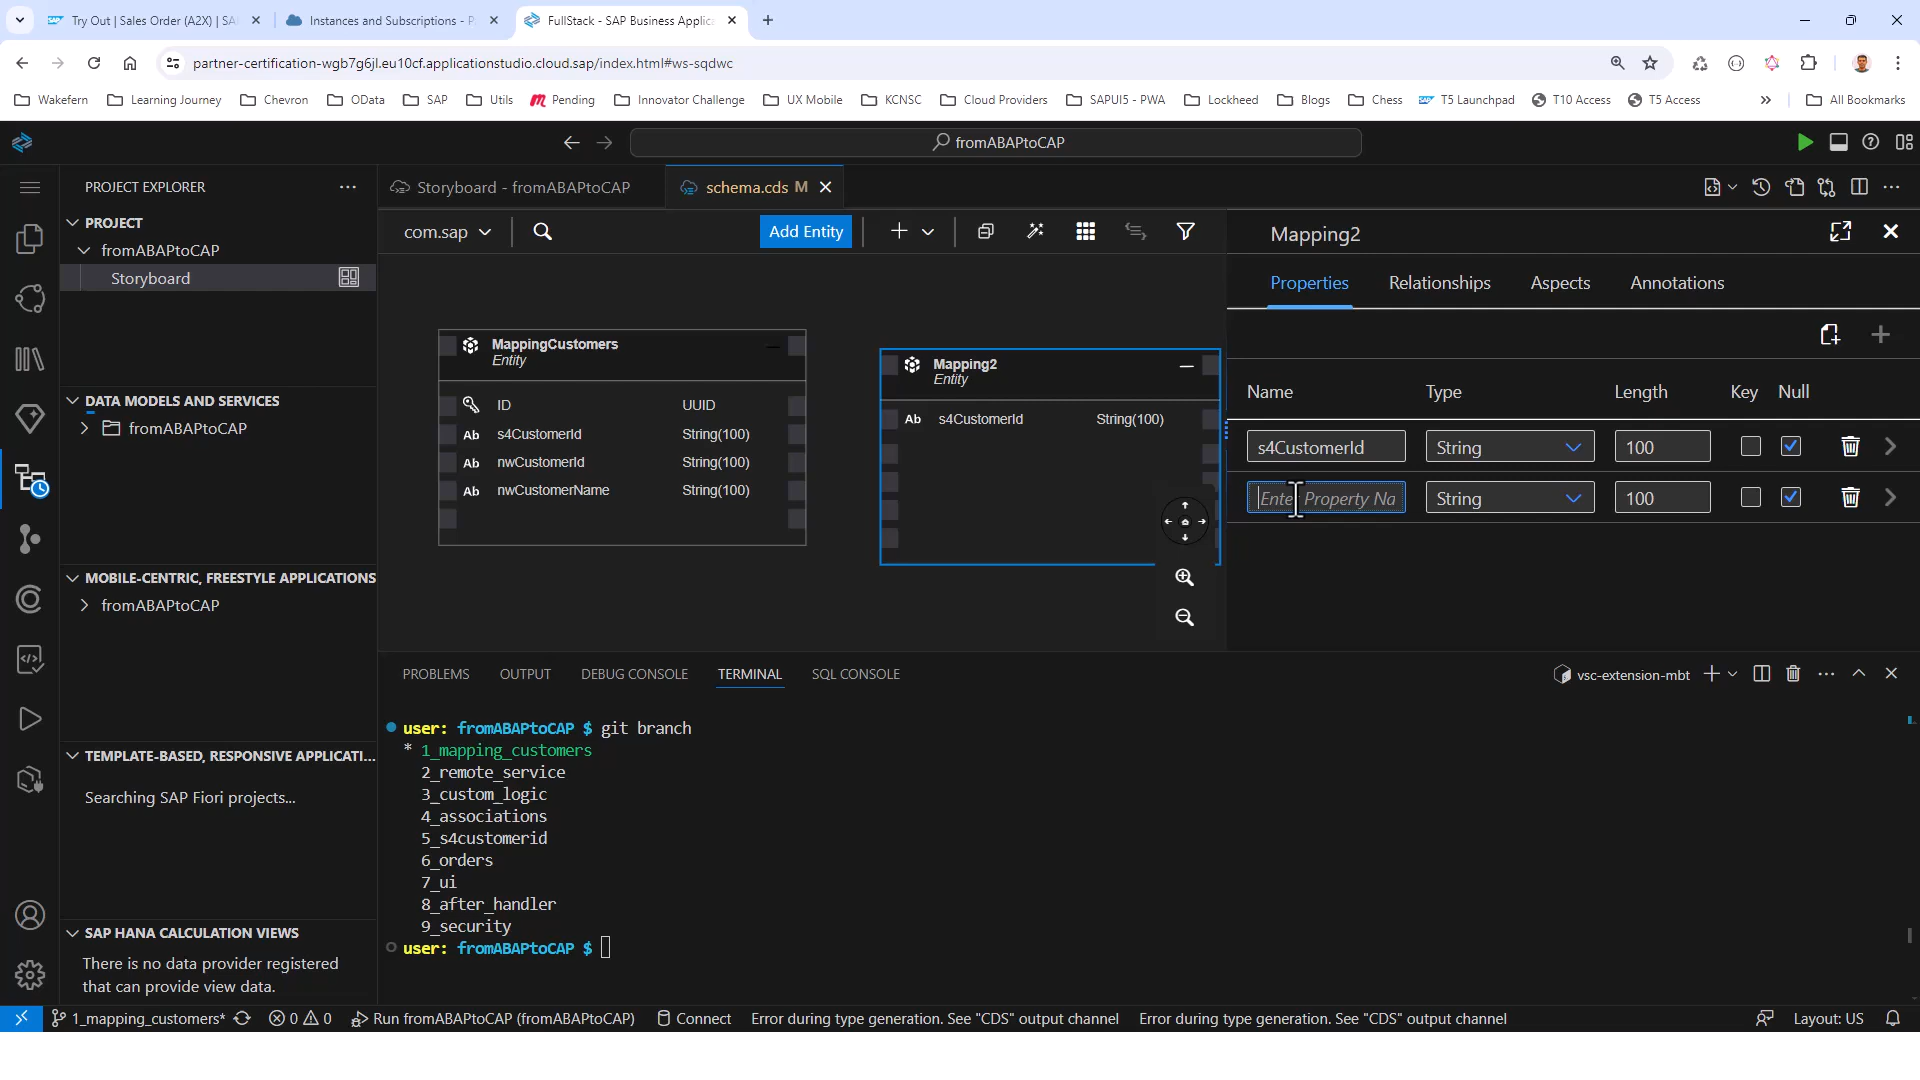 Try Out | Sales Order (A2X) | SA
Instances and Subscriptions - P
FullStack - SAP Business Applic
partner-certification-wgb7g6jl.eu10cf.applicationstudio.cloud.sap/index.html#ws-sqdwc
Wakefern
Learning Journey
Chevron
OData
SAP
Utils
Pending
Innovator Challenge
UX Mobile
KCNSC
Cloud Providers
SAPUI5 - PWA
Lockheed
Blogs
Chess
T5 Launchpad
T10 Access
T5 Access
All Bookmarks
fromABAPtoCAP
PROJECT EXPLORER
Storyboard - fromABAPtoCAP
schema.cds M
PROJECT
fromABAPtoCAP
Storyboard
com.sap
Add Entity
Mapping2
Properties
Relationships
Aspects
Annotations
MappingCustomers
Entity
ID UUID
Ab s4CustomerId String(100)
Ab nwCustomerId String(100)
Ab nwCustomerName String(100)
Mapping2
Entity
Ab s4CustomerId String(100)
Name Type Length Key Null
s4CustomerId String 100
Enter Property Na String 100
DATA MODELS AND SERVICES
fromABAPtoCAP
MOBILE-CENTRIC, FREESTYLE APPLICATIONS
fromABAPtoCAP
TEMPLATE-BASED, RESPONSIVE APPLICATI...
Searching SAP Fiori projects...
SAP HANA CALCULATION VIEWS
There is no data provider registered
that can provide view data.
PROBLEMS
OUTPUT
DEBUG CONSOLE
TERMINAL
SQL CONSOLE
vsc-extension-mbt
user: fromABAPtoCAP $ git branch
* 1_mapping_customers
2_remote_service
3_custom_logic
4_associations
5_s4customerid
6_orders
7_ui
8_after_handler
9_security
user: fromABAPtoCAP $
1_mapping_customers*
0 0
Run fromABAPtoCAP (fromABAPtoCAP)
Connect
Error during type generation. See "CDS" output channel
Error during type generation. See "CDS" output channel
Layout: US